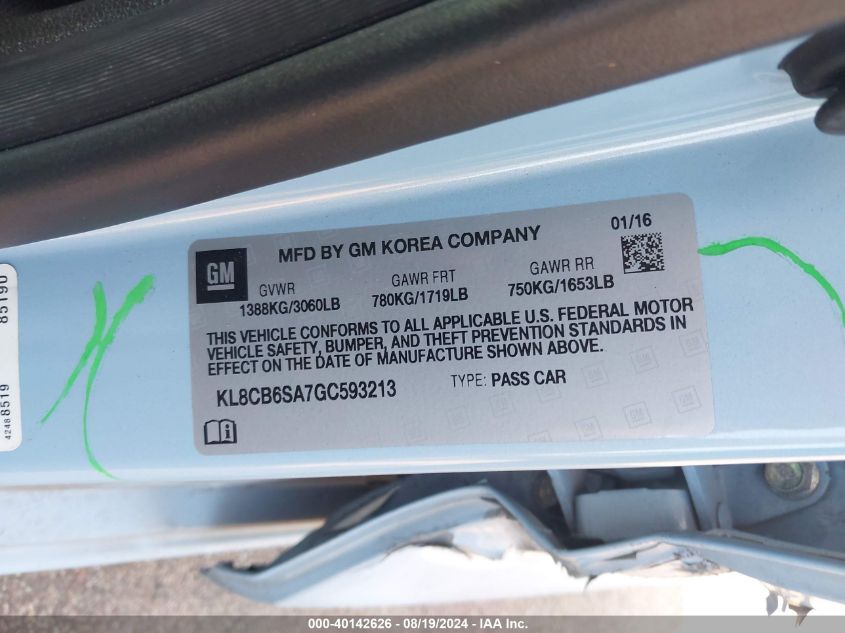 MFD BY GM KOREA COMPANY
01/16
GM
GVWR
GAWR FRT
GAWR RR
1388KG/3060LB
780KG/1719LB
750KG/1653LB
THIS VEHICLE CONFORMS TO ALL APPLICABLE U.S. FEDERAL MOTOR
VEHICLE SAFETY, BUMPER, AND THEFT PREVENTION STANDARDS IN
EFFECT ON THE DATE OF MANUFACTURE SHOWN ABOVE.
KL8CB6SA7GC593213
TYPE: PASS CAR
42488519
85190
000-40142626 - 08/19/2024 - IAA Inc.